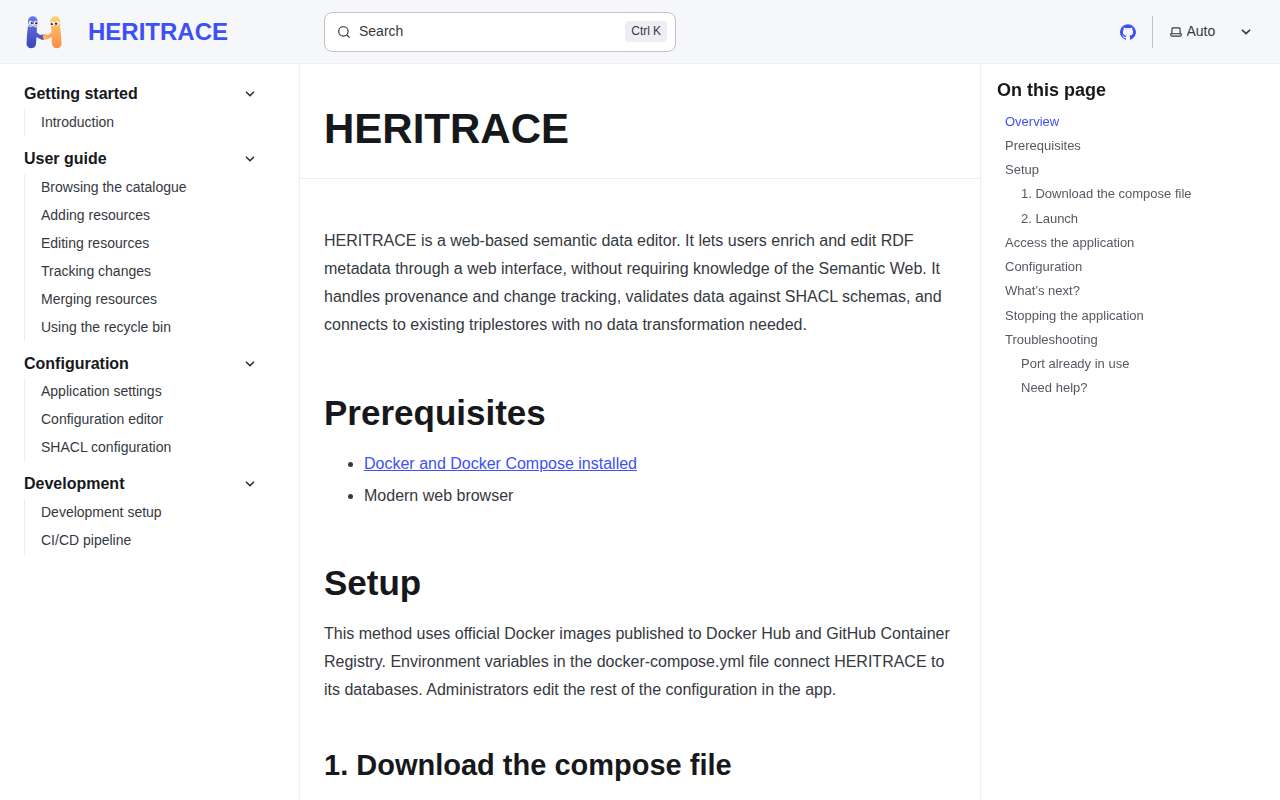 HERITRACE
Search
Ctrl K
Auto
Getting started
Introduction
User guide
Browsing the catalogue
Adding resources
Editing resources
Tracking changes
Merging resources
Using the recycle bin
Configuration
Application settings
Configuration editor
SHACL configuration
Development
Development setup
CI/CD pipeline
HERITRACE
HERITRACE is a web-based semantic data editor. It lets users enrich and edit RDF
metadata through a web interface, without requiring knowledge of the Semantic Web. It
handles provenance and change tracking, validates data against SHACL schemas, and
connects to existing triplestores with no data transformation needed.
Prerequisites
Docker and Docker Compose installed
Modern web browser
Setup
This method uses official Docker images published to Docker Hub and GitHub Container
Registry. Environment variables in the docker-compose.yml file connect HERITRACE to
its databases. Administrators edit the rest of the configuration in the app.
1. Download the compose file
On this page
Overview
Prerequisites
Setup
1. Download the compose file
2. Launch
Access the application
Configuration
What's next?
Stopping the application
Troubleshooting
Port already in use
Need help?